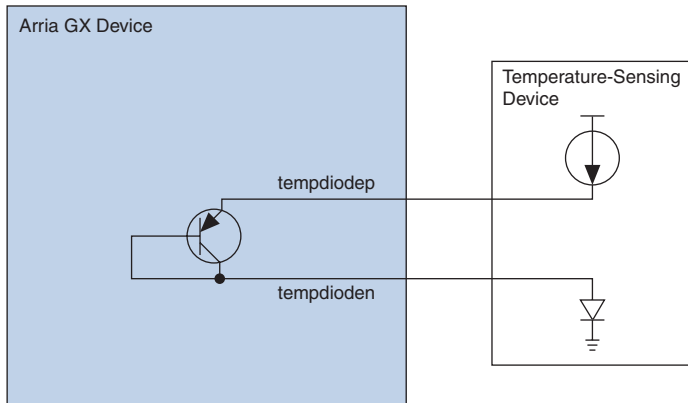 Arria GX Device
Temperature-Sensing
Device
tempdiodep
tempdioden